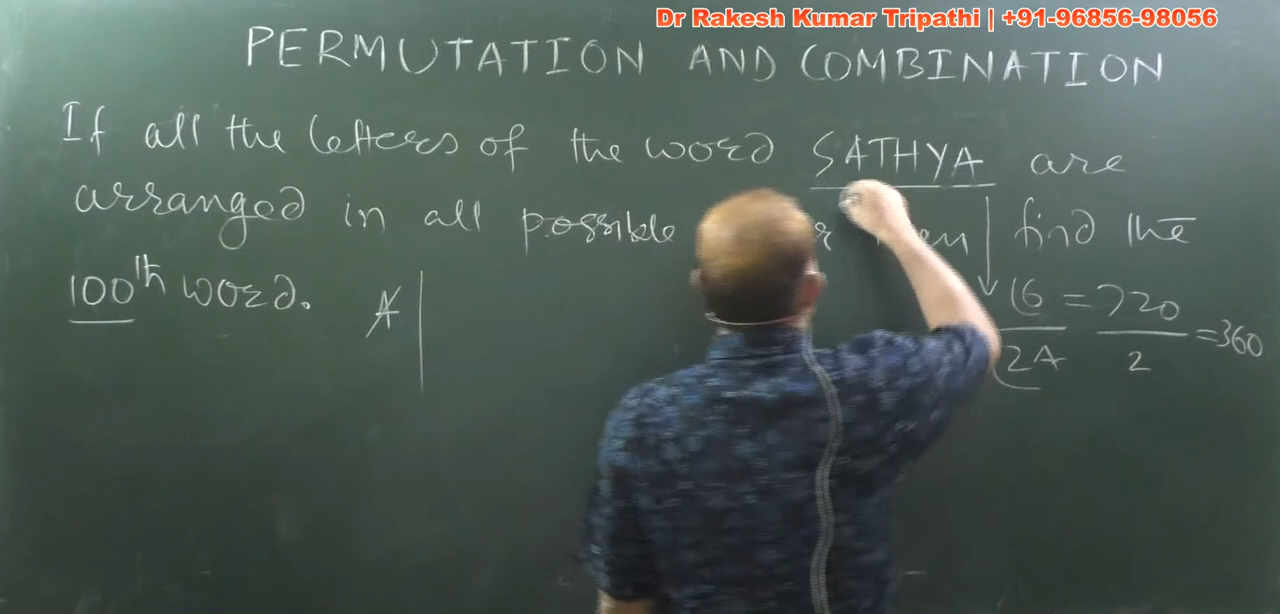 Dr Rakesh Kumar Tripathi | +91-96856-98056
PERMUTATION AND COMBINATION
If all the letters of the word SATHYA are
arranged in all possible find the
100th word. A
6 = 720
2A 2 =360